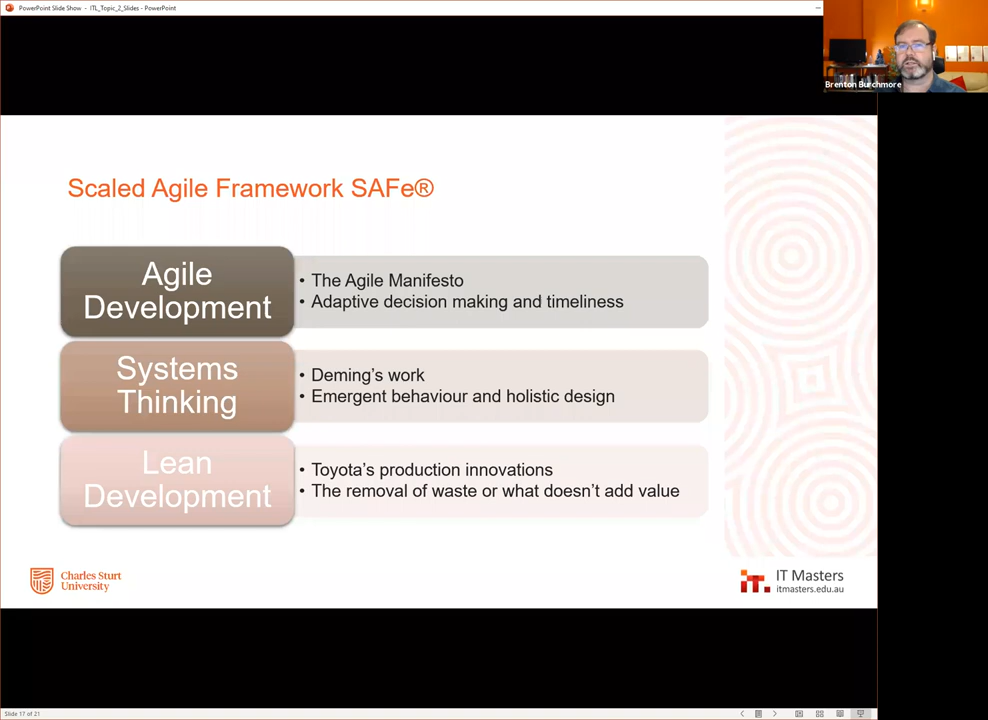 PowerPoint Slide Show - ITL_Topic_2_Slides - PowerPoint
Brenton Burchmore
Scaled Agile Framework SAFe®
Agile
Development
• The Agile Manifesto
• Adaptive decision making and timeliness
Systems
Thinking
• Deming’s work
• Emergent behaviour and holistic design
Lean
Development
• Toyota’s production innovations
• The removal of waste or what doesn’t add value
Charles Sturt
University
IT Masters
itmasters.edu.au
Slide 17 of 21